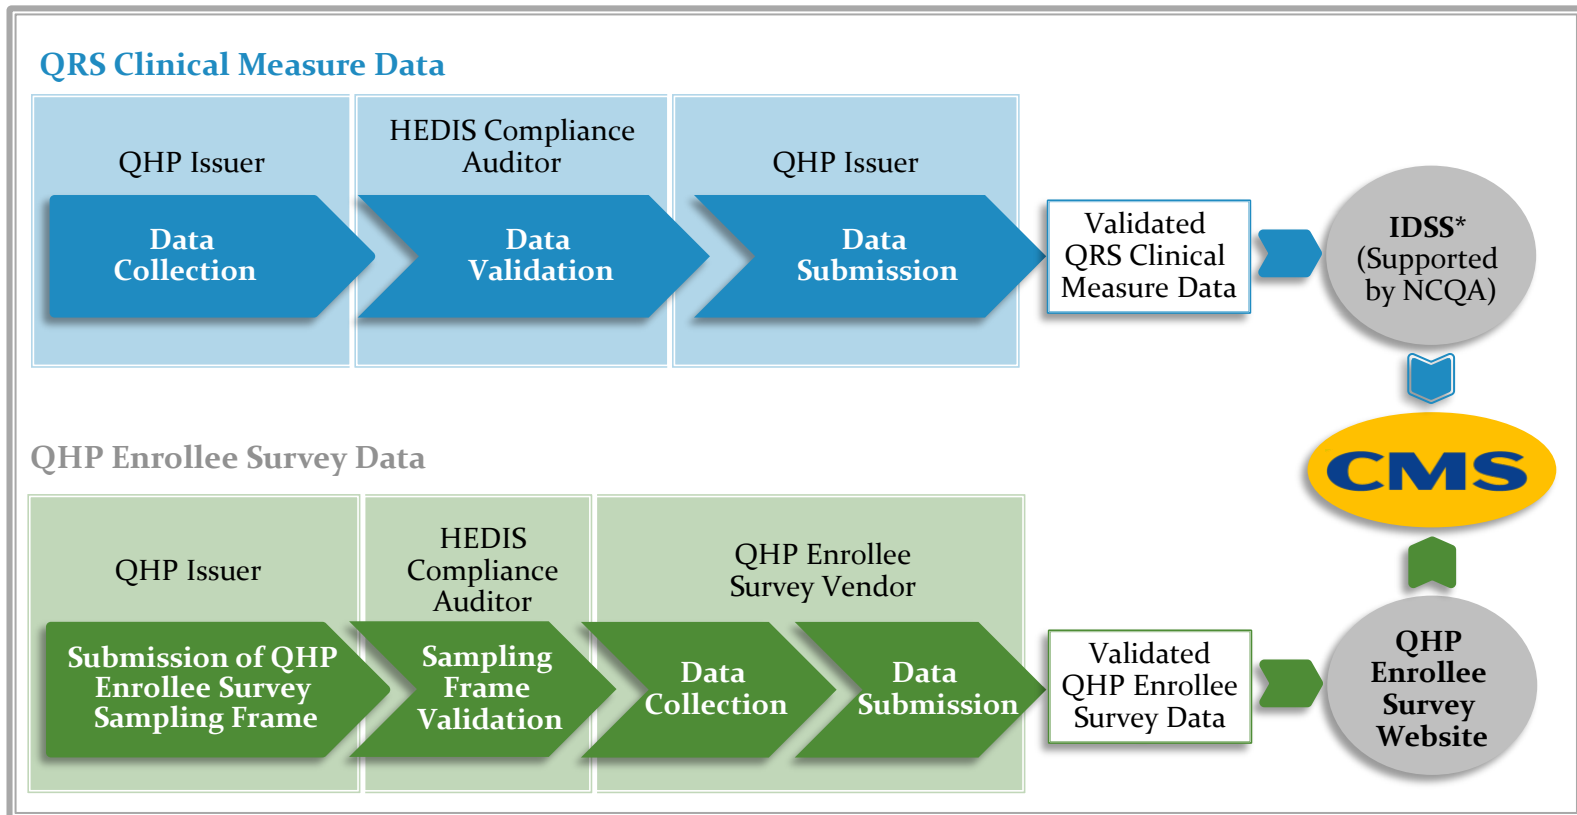 QRS Clinical Measure Data
QHP Issuer
Data
Collection
HEDIS Compliance
Auditor
Data
Validation
QHP Issuer
Data
Submission
Validated
QRS Clinical
Measure Data
IDSS*
(Supported
by NCQA)
CMS
QHP Enrollee Survey Data
QHP Issuer
Submission of QHP
Enrollee Survey
Sampling Frame
HEDIS
Compliance
Auditor
Sampling
Frame
Validation
QHP Enrollee
Survey Vendor
Data
Collection
Data
Submission
Validated
QHP Enrollee
Survey Data
QHP
Enrollee
Survey
Website